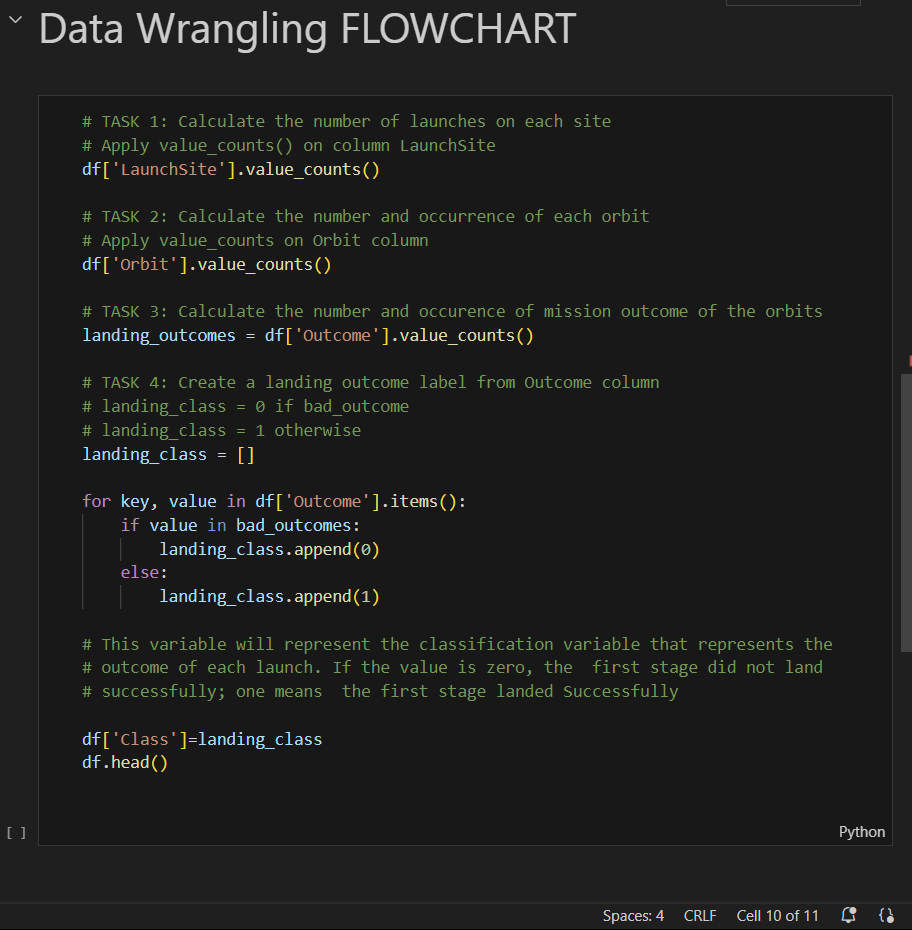 Data Wrangling FLOWCHART
# TASK 1: Calculate the number of launches on each site
# Apply value_counts() on column LaunchSite
df['LaunchSite'].value_counts()
# TASK 2: Calculate the number and occurrence of each orbit
# Apply value_counts on Orbit column
df['Orbit'].value_counts()
# TASK 3: Calculate the number and occurence of mission outcome of the orbits
landing_outcomes = df['Outcome'].value_counts()
# TASK 4: Create a landing outcome label from Outcome column
# landing_class = 0 if bad_outcome
# landing_class = 1 otherwise
landing_class = []
for key, value in df['Outcome'].items():
    if value in bad_outcomes:
        landing_class.append(0)
    else:
        landing_class.append(1)
# This variable will represent the classification variable that represents the
# outcome of each launch. If the value is zero, the  first stage did not land
# successfully; one means  the first stage landed Successfully
df['Class']=landing_class
df.head()
[ ]
Python
Spaces: 4 CRLF Cell 10 of 11